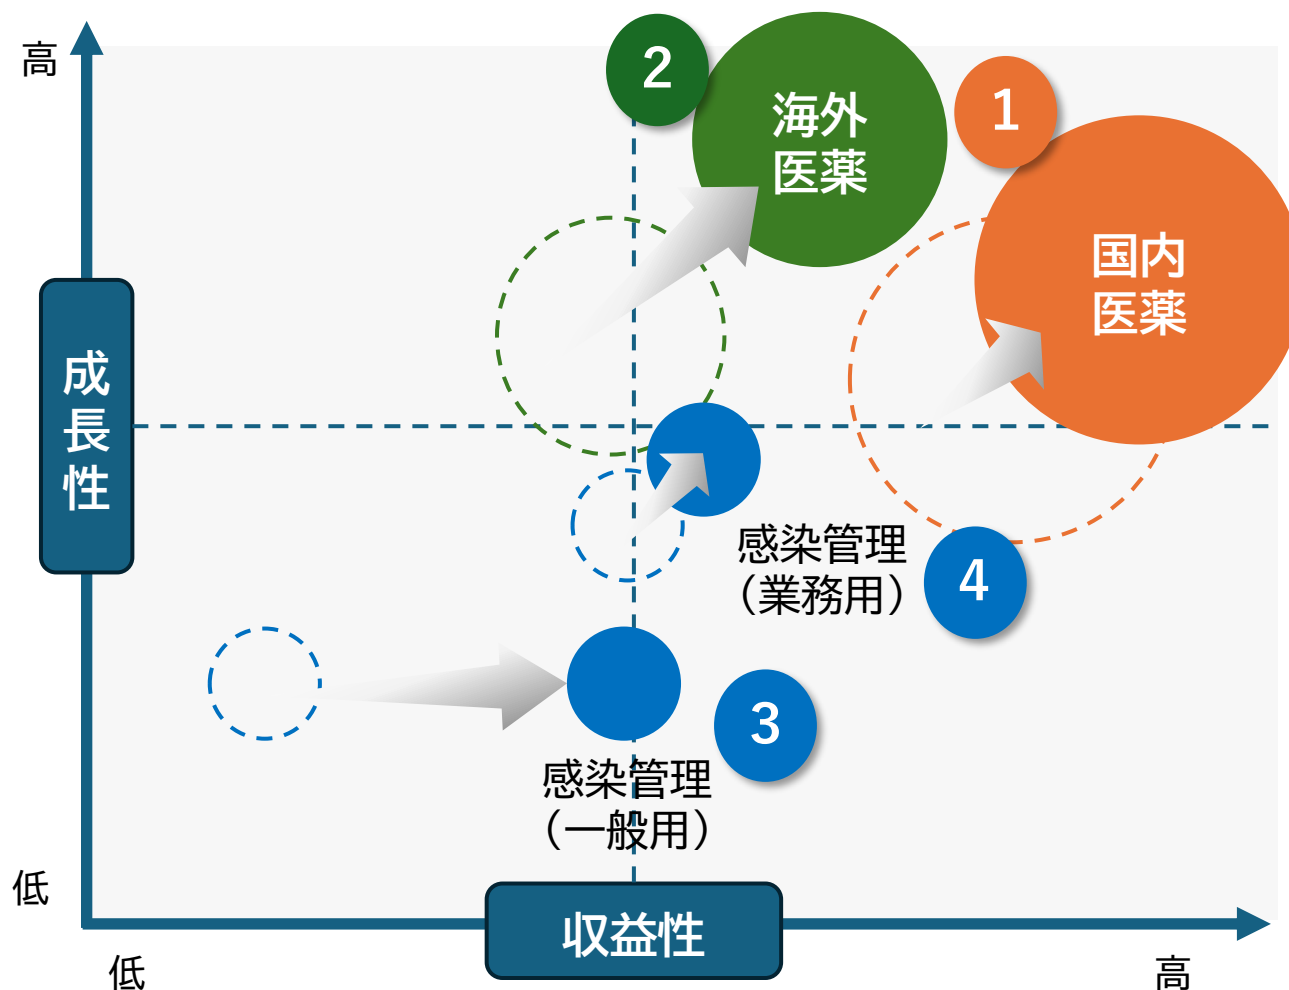 高
2
海外
医薬
1
国内
医薬
成長性
感染管理
（業務用）
4
3
感染管理
（一般用）
低
収益性
低
高